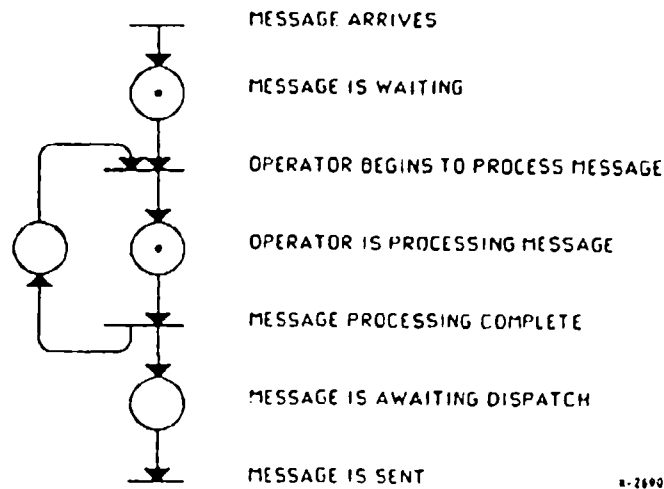 MESSAGE ARRIVES
MESSAGE IS WAITING
OPERATOR BEGINS TO PROCESS MESSAGE
OPERATOR IS PROCESSING MESSAGE
MESSAGE PROCESSING COMPLETE
MESSAGE IS AWAITING DISPATCH
MESSAGE IS SENT